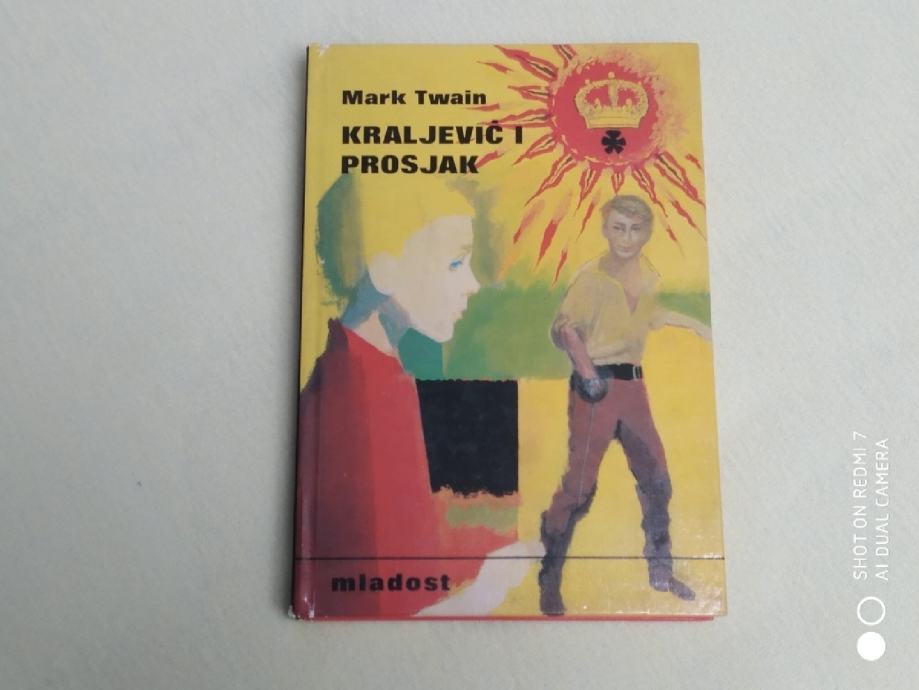 Mark Twain
KRALJEVIĆ I
PROSJAK
mladost
SHOT ON REDMI 7
AI DUAL CAMERA